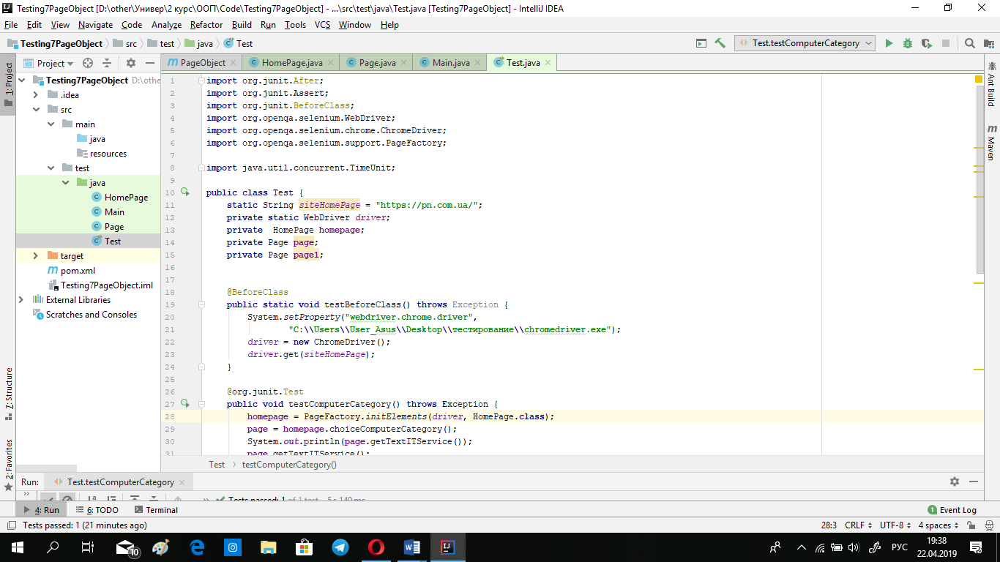 Testing7PageObject [D:\other\Универ\2 курс\ООП\Code\Testing7PageObject] - ...\src\test\java\Test.java [Testing7PageObject] - IntelliJ IDEA
File Edit View Navigate Code Analyze Refactor Build Run Tools VCS Window Help
Testing7PageObject src test java Test Test.testComputerCategory
Project PageObject HomePage.java Page.java Main.java Test.java
1: Project
Testing7PageObject D:\othe
.idea
src
main
java
resources
test
java
HomePage
Main
Page
Test
target
pom.xml
Testing7PageObject.iml
External Libraries
Scratches and Consoles
7: Structure
2: Favorites
1 import org.junit.After;
2 import org.junit.Assert;
3 import org.junit.BeforeClass;
4 import org.openqa.selenium.WebDriver;
5 import org.openqa.selenium.chrome.ChromeDriver;
6 import org.openqa.selenium.support.PageFactory;
7
8 import java.util.concurrent.TimeUnit;
9
10 public class Test {
11 static String siteHomePage = "https://pn.com.ua/";
12 private static WebDriver driver;
13 private  HomePage homepage;
14 private Page page;
15 private Page page1;
16
17
18 @BeforeClass
19 public static void testBeforeClass() throws Exception {
20 System.setProperty("webdriver.chrome.driver",
21 "C:\\Users\\User_Asus\\Desktop\\тестирование\\chromedriver.exe");
22 driver = new ChromeDriver();
23 driver.get(siteHomePage);
24 }
25
26 @org.junit.Test
27 public void testComputerCategory() throws Exception {
28 homepage = PageFactory.initElements(driver, HomePage.class);
29 page = homepage.choiceComputerCategory();
30 System.out.println(page.getTextITService());
31 page.getTextITService();
Test testComputerCategory()
Ant Build
Maven
Run: Test.testComputerCategory
Tests passed: 1 of 1 test – 5 s 140 ms
4: Run 6: TODO Terminal 1 Event Log
Tests passed: 1 (21 minutes ago) 28:3 CRLF UTF-8 4 spaces
10 РУС 19:38
22.04.2019